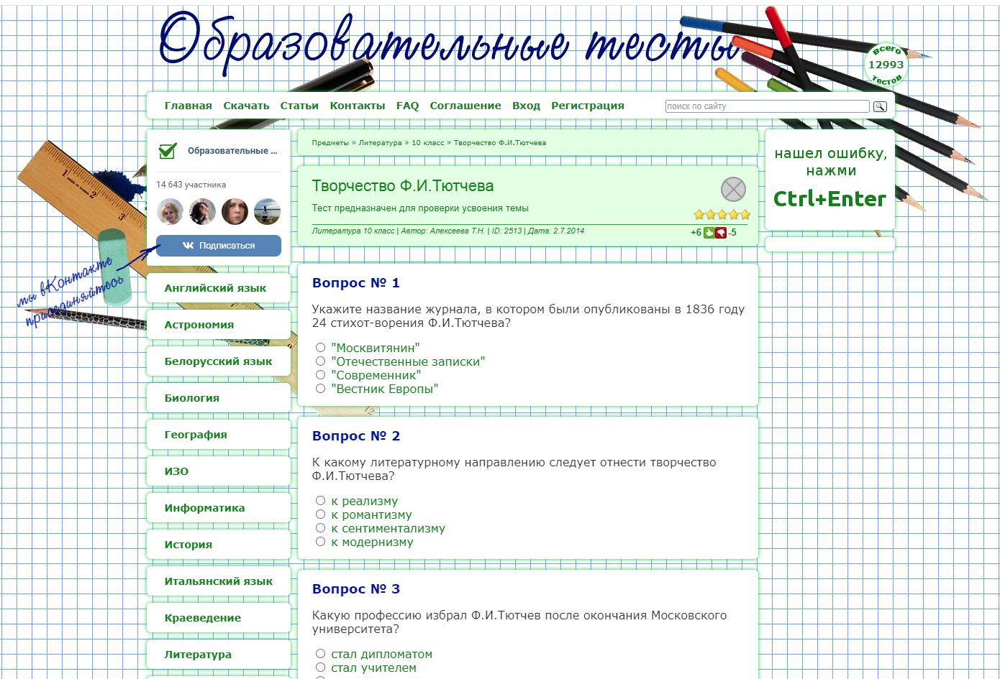 Образовательные тесты
всего
12993
тестов
Главная Скачать Статьи Контакты FAQ Соглашение Вход Регистрация
поиск по сайту
Образовательные ...
14 643 участника
Подписаться
мы вКонтакте
присоединяйтесь
Английский язык
Астрономия
Белорусский язык
Биология
География
ИЗО
Информатика
История
Итальянский язык
Краеведение
Литература
Предметы » Литература » 10 класс » Творчество Ф.И.Тютчева
Творчество Ф.И.Тютчева
Тест предназначен для проверки усвоения темы
Литература 10 класс | Автор: Алексеева Т.Н. | ID: 2513 | Дата: 2.7.2014
+6 -5
Вопрос № 1
Укажите название журнала, в котором были опубликованы в 1836 году
24 стихот-ворения Ф.И.Тютчева?
"Москвитянин"
"Отечественные записки"
"Современник"
"Вестник Европы"
Вопрос № 2
К какому литературному направлению следует отнести творчество
Ф.И.Тютчева?
к реализму
к романтизму
к сентиментализму
к модернизму
Вопрос № 3
Какую профессию избрал Ф.И.Тютчев после окончания Московского
университета?
стал дипломатом
стал учителем
нашел ошибку,
нажми
Ctrl+Enter
1
2
3
12